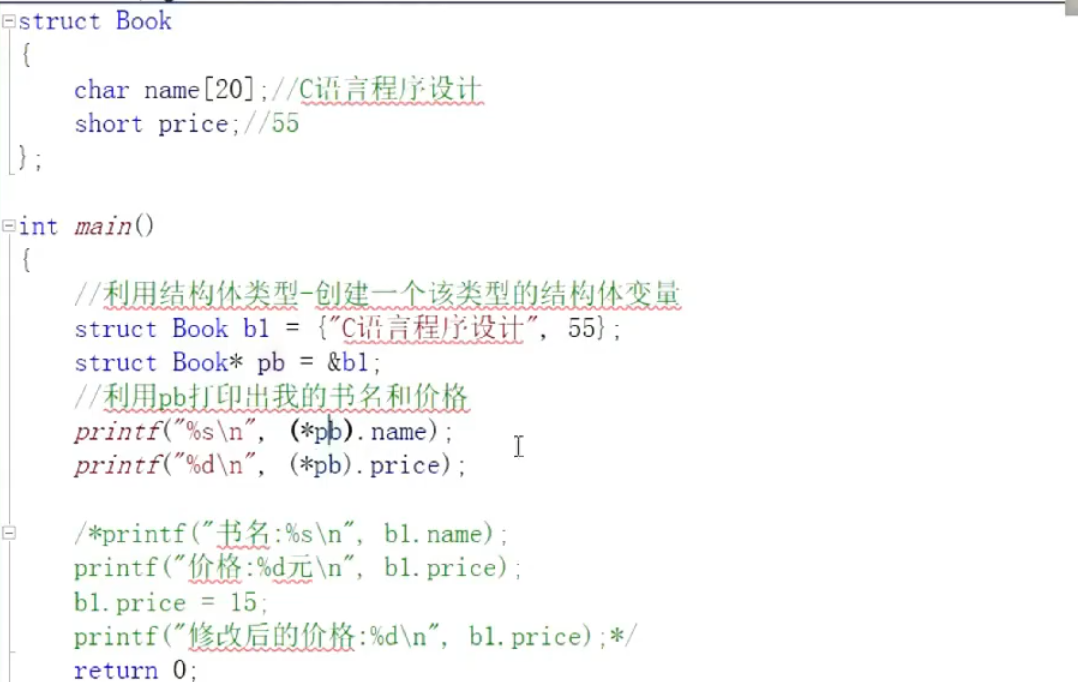 struct Book
{
char name[20];//C语言程序设计
short price;//55
};
int main()
{
//利用结构体类型-创建一个该类型的结构体变量
struct Book b1 = {"C语言程序设计", 55};
struct Book* pb = &b1;
//利用pb打印出我的书名和价格
printf("%s\n", (*pb).name);
printf("%d\n", (*pb).price);
/*printf("书名:%s\n", b1.name);
printf("价格:%d元\n", b1.price);
b1.price = 15;
printf("修改后的价格:%d\n", b1.price);*/
return 0;